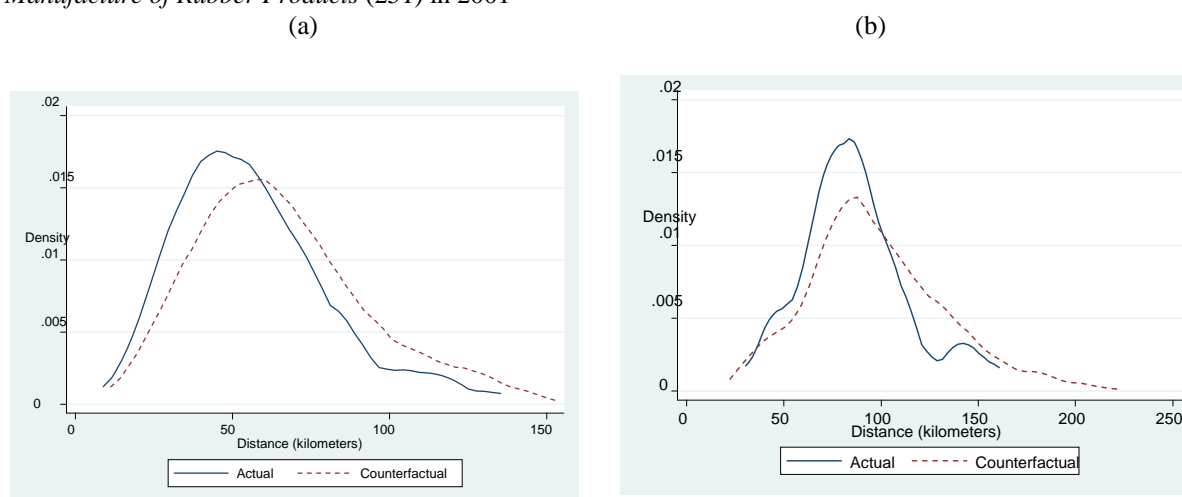 Manufacture of Rubber Products (251) in 2001
(a)
(b)
.02
.015
Density
.01
.005
0
0 50 100 150
Distance (kilometers)
Actual Counterfactual
.02
.015
Density
.01
.005
0
0 50 100 150 200 250
Distance (kilometers)
Actual Counterfactual